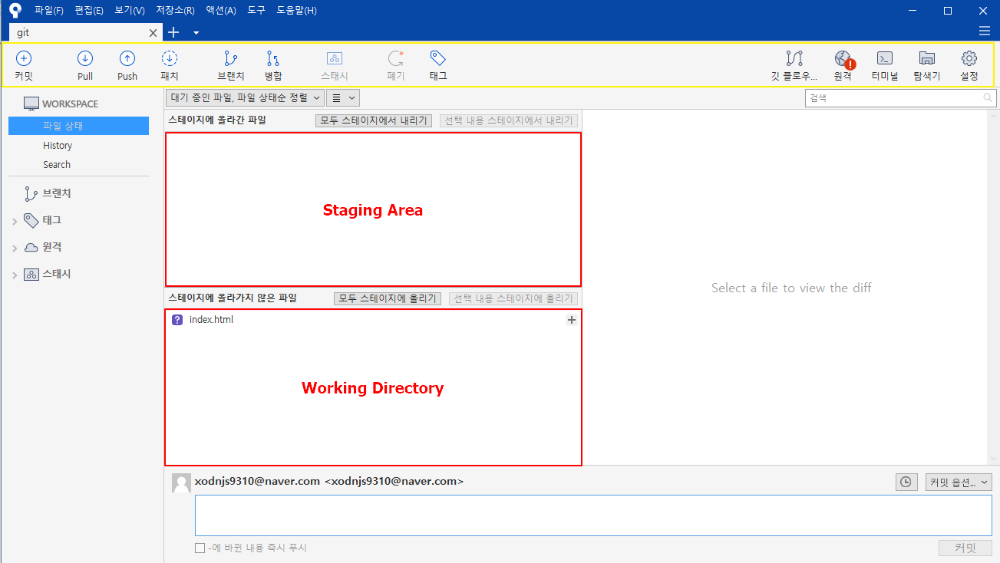 파일(F) 편집(E) 보기(V) 저장소(R) 액션(A) 도구 도움말(H)
git
커밋 Pull Push 패치 브랜치 병합 스태시 폐기 태그 깃 플로우... 원격 터미널 탐색기 설정
WORKSPACE
파일 상태
History
Search
브랜치
태그
원격
스태시
대기 중인 파일, 파일 상태순 정렬
검색
스테이지에 올라간 파일 모두 스테이지에서 내리기 선택 내용 스테이지에서 내리기
Staging Area
스테이지에 올라가지 않은 파일 모두 스테이지에 올리기 선택 내용 스테이지에 올리기
? index.html +
Working Directory
Select a file to view the diff
xodnjs9310@naver.com <xodnjs9310@naver.com>
커밋 옵션...
-에 바뀐 내용 즉시 푸시
커밋